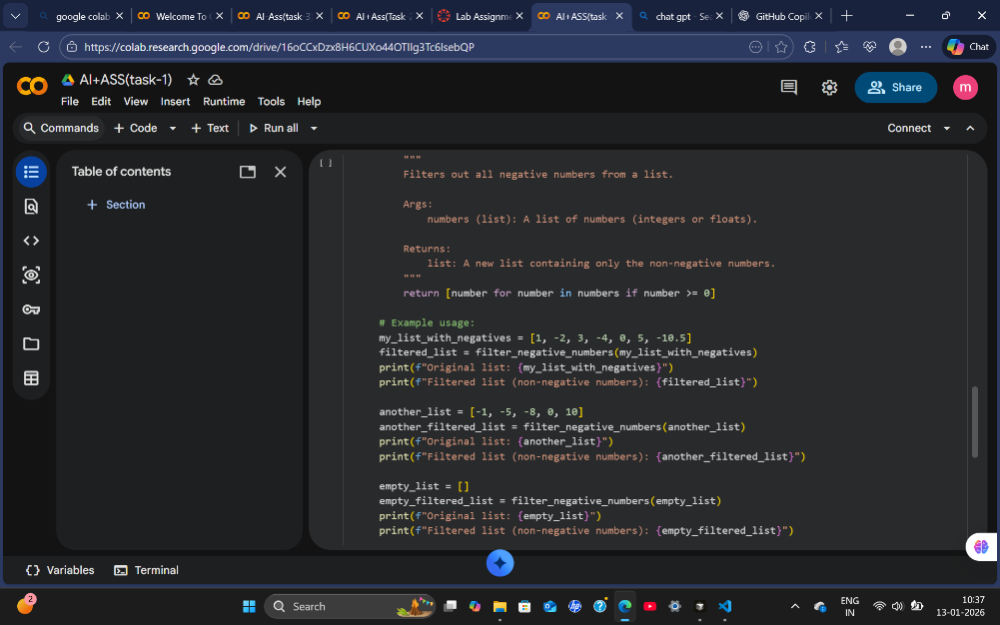 google colab
Welcome To
AI-Ass(task 3
AI+Ass(Task
Lab Assignme
AI+ASS(task
chat gpt - Se
GitHub Copil
https://colab.research.google.com/drive/16oCCxDzx8H6CUXo44OTIlg3Tc6IsebQP
Chat
AI+ASS(task-1)
File Edit View Insert Runtime Tools Help
Share
m
Commands + Code + Text Run all
Connect
Table of contents
+ Section
[ ]
"""
Filters out all negative numbers from a list.
Args:
numbers (list): A list of numbers (integers or floats).
Returns:
list: A new list containing only the non-negative numbers.
"""
return [number for number in numbers if number >= 0]
# Example usage:
my_list_with_negatives = [1, -2, 3, -4, 0, 5, -10.5]
filtered_list = filter_negative_numbers(my_list_with_negatives)
print(f"Original list: {my_list_with_negatives}")
print(f"Filtered list (non-negative numbers): {filtered_list}")
another_list = [-1, -5, -8, 0, 10]
another_filtered_list = filter_negative_numbers(another_list)
print(f"Original list: {another_list}")
print(f"Filtered list (non-negative numbers): {another_filtered_list}")
empty_list = []
empty_filtered_list = filter_negative_numbers(empty_list)
print(f"Original list: {empty_list}")
print(f"Filtered list (non-negative numbers): {empty_filtered_list}")
Variables
Terminal
2
Search
ENG
IN
10:37
13-01-2026